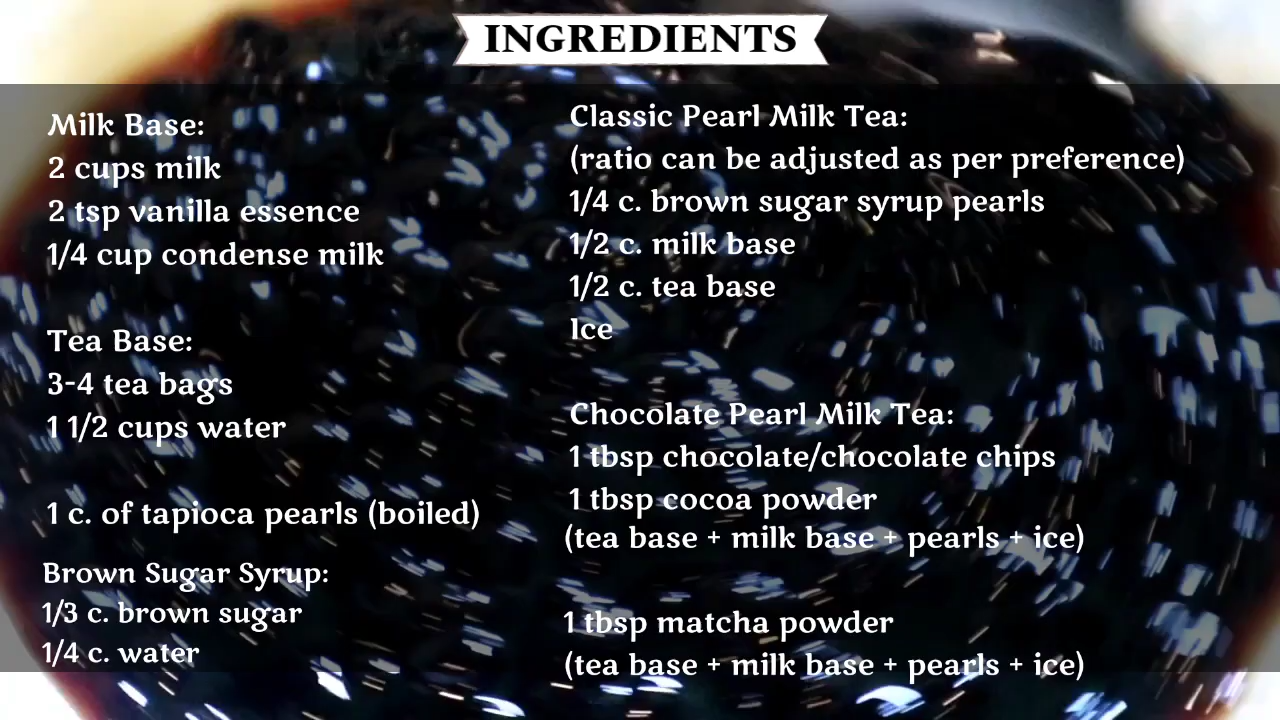 INGREDIENTS
Milk Base:
2 cups milk
2 tsp vanilla essence
1/4 cup condense milk
Tea Base:
3-4 tea bags
1 1/2 cups water
1 c. of tapioca pearls (boiled)
Brown Sugar Syrup:
1/3 c. brown sugar
1/4 c. water
Classic Pearl Milk Tea:
(ratio can be adjusted as per preference)
1/4 c. brown sugar syrup pearls
1/2 c. milk base
1/2 c. tea base
Ice
Chocolate Pearl Milk Tea:
1 tbsp chocolate/chocolate chips
1 tbsp cocoa powder
(tea base + milk base + pearls + ice)
1 tbsp matcha powder
(tea base + milk base + pearls + ice)